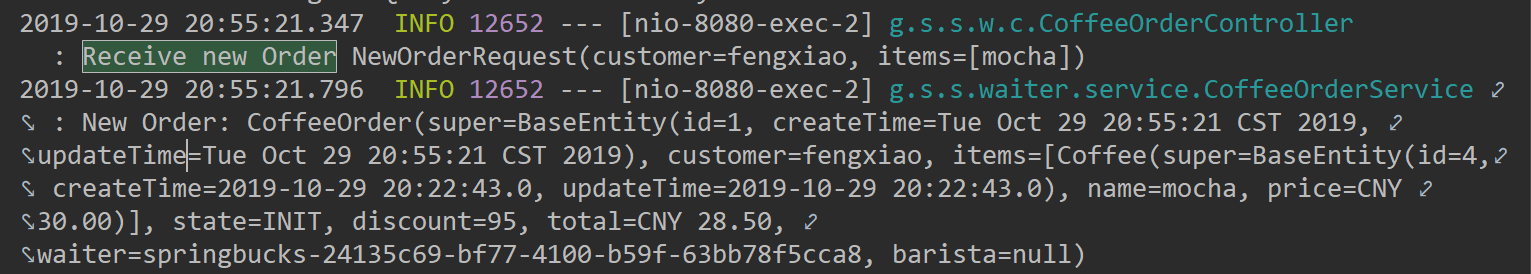 2019-10-29 20:55:21.347  INFO 12652 --- [nio-8080-exec-2] g.s.s.w.c.CoffeeOrderController
: Receive new Order NewOrderRequest(customer=fengxiao, items=[mocha])
2019-10-29 20:55:21.796  INFO 12652 --- [nio-8080-exec-2] g.s.s.waiter.service.CoffeeOrderService
: New Order: CoffeeOrder(super=BaseEntity(id=1, createTime=Tue Oct 29 20:55:21 CST 2019,
updateTime=Tue Oct 29 20:55:21 CST 2019), customer=fengxiao, items=[Coffee(super=BaseEntity(id=4,
createTime=2019-10-29 20:22:43.0, updateTime=2019-10-29 20:22:43.0), name=mocha, price=CNY
30.00)], state=INIT, discount=95, total=CNY 28.50,
waiter=springbucks-24135c69-bf77-4100-b59f-63bb78f5cca8, barista=null)